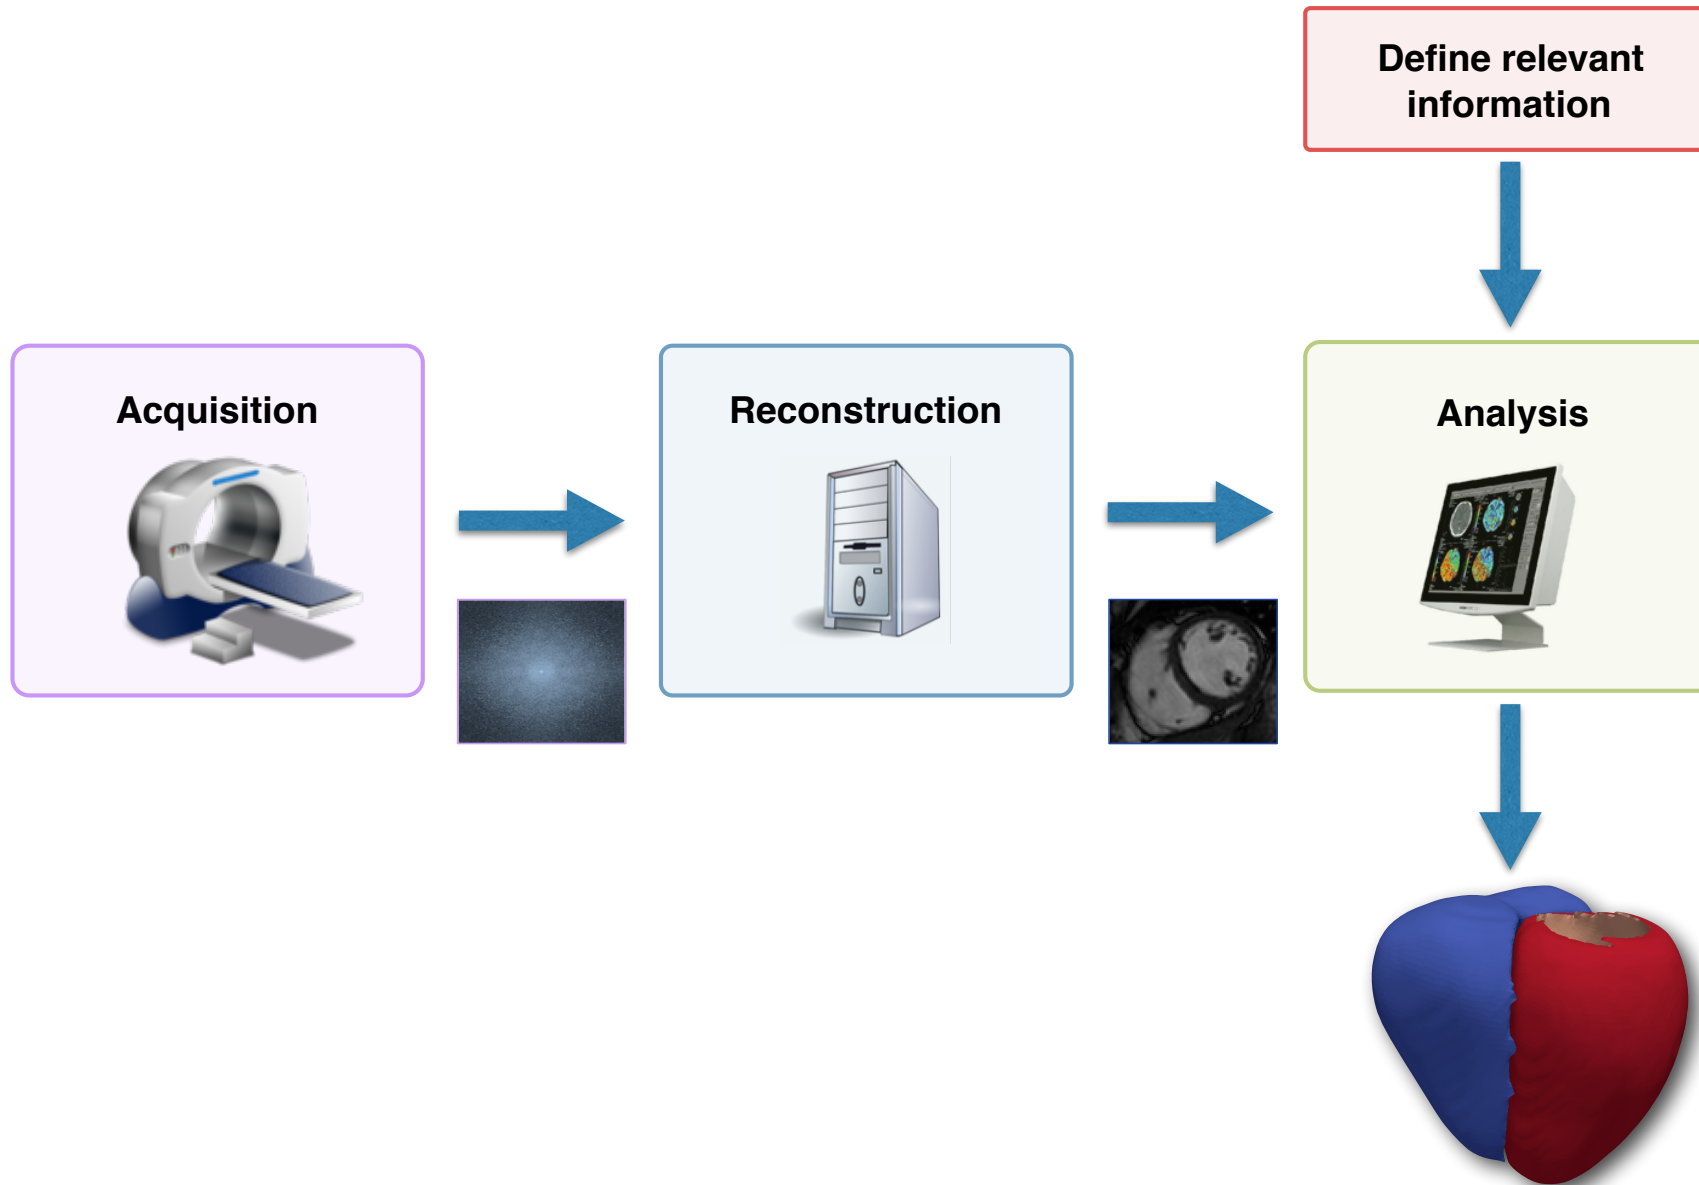 Define relevant
information
Acquisition
Reconstruction
Analysis